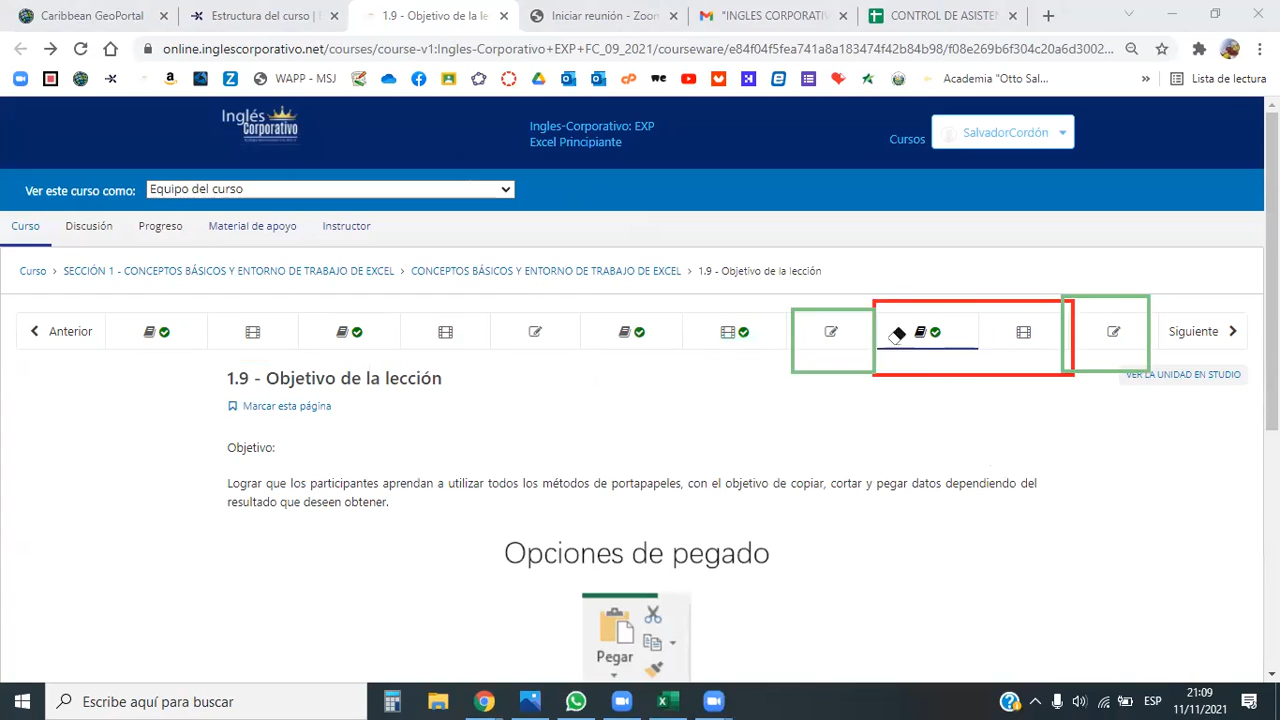 Caribbean GeoPortal
Estructura del curso |
1.9 - Objetivo de la le
Iniciar reunión - Zoom
"INGLES CORPORATIV
CONTROL DE ASISTE
online.inglescorporativo.net/courses/course-v1:Ingles-Corporativo+EXP+FC_09_2021/courseware/e84f04f5fea741a8a183474f42b84b98/f08e269b6f304c20a6d3002...
WAPP - MSJ
Academia "Otto Sal...
»
Lista de lectura
Inglés
Corporativo
Ingles-Corporativo: EXP
Excel Principiante
Cursos
SalvadorCordón
Ver este curso como:
Equipo del curso
Curso
Discusión
Progreso
Material de apoyo
Instructor
Curso > SECCIÓN 1 - CONCEPTOS BÁSICOS Y ENTORNO DE TRABAJO DE EXCEL > CONCEPTOS BÁSICOS Y ENTORNO DE TRABAJO DE EXCEL > 1.9 - Objetivo de la lección
Anterior
Siguiente
VER LA UNIDAD EN STUDIO
1.9 - Objetivo de la lección
Marcar esta página
Objetivo:
Lograr que los participantes aprendan a utilizar todos los métodos de portapapeles, con el objetivo de copiar, cortar y pegar datos dependiendo del
resultado que deseen obtener.
Opciones de pegado
Pegar
Escribe aquí para buscar
ESP
21:09
11/11/2021